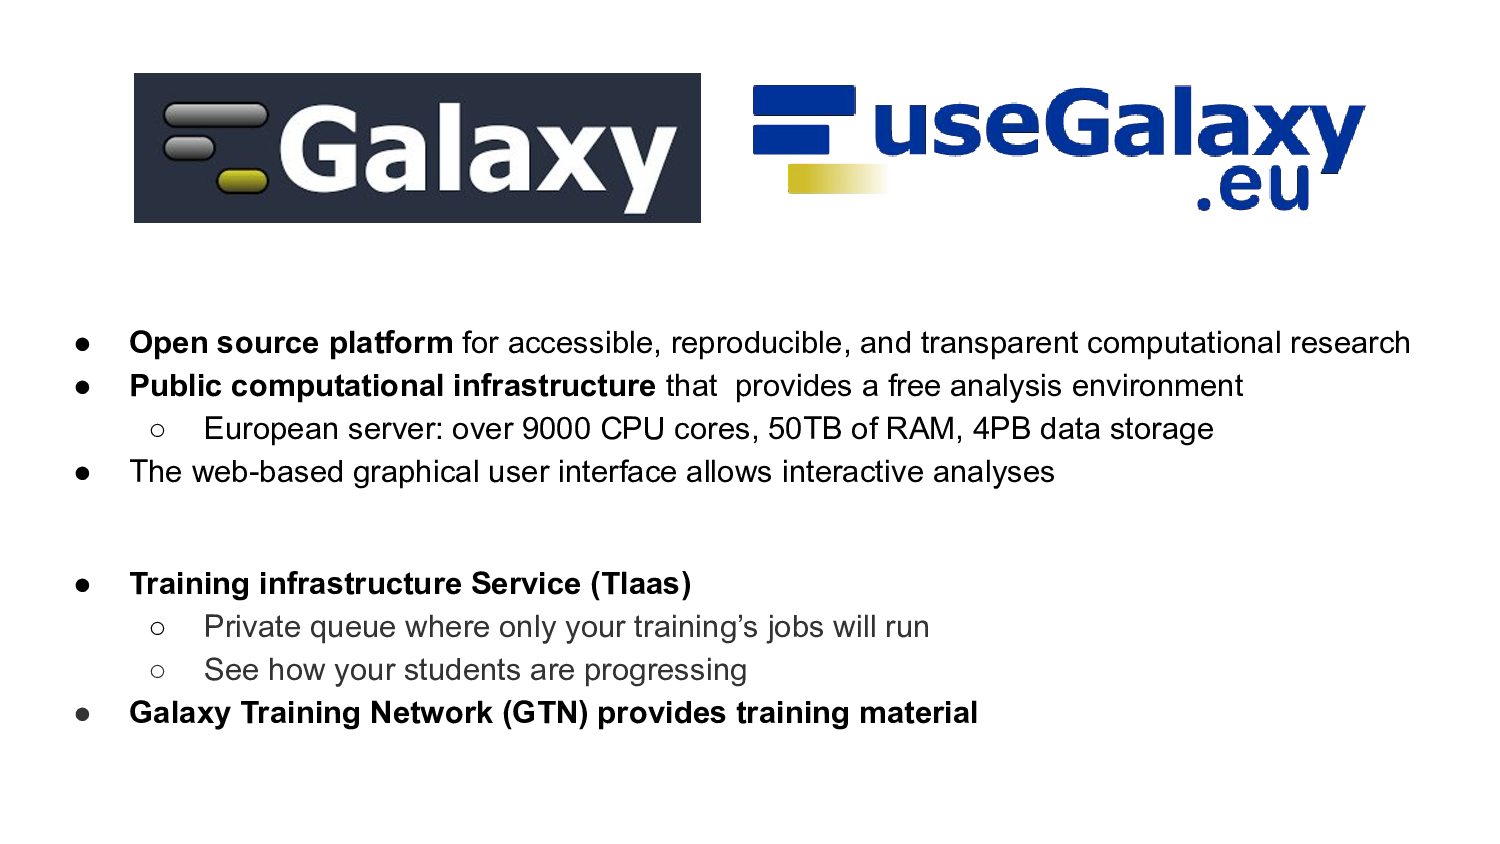 Galaxy
useGalaxy
.eu
● Open source platform for accessible, reproducible, and transparent computational research
● Public computational infrastructure that  provides a free analysis environment
○ European server: over 9000 CPU cores, 50TB of RAM, 4PB data storage
● The web-based graphical user interface allows interactive analyses
● Training infrastructure Service (TIaas)
○ Private queue where only your training’s jobs will run
○ See how your students are progressing
● Galaxy Training Network (GTN) provides training material